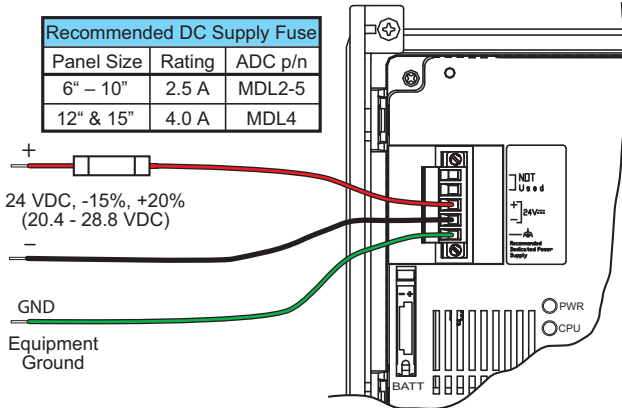 Recommended DC Supply Fuse
Panel Size Rating ADC p/n
6“ – 10” 2.5 A MDL2-5
12“ & 15” 4.0 A MDL4
+
24 VDC, -15%, +20%
(20.4 - 28.8 VDC)
–
GND
Equipment
Ground
NOT
Used
+
24V
–
Recommended
Dedicated Power
Supply
– +
BATT
PWR
CPU